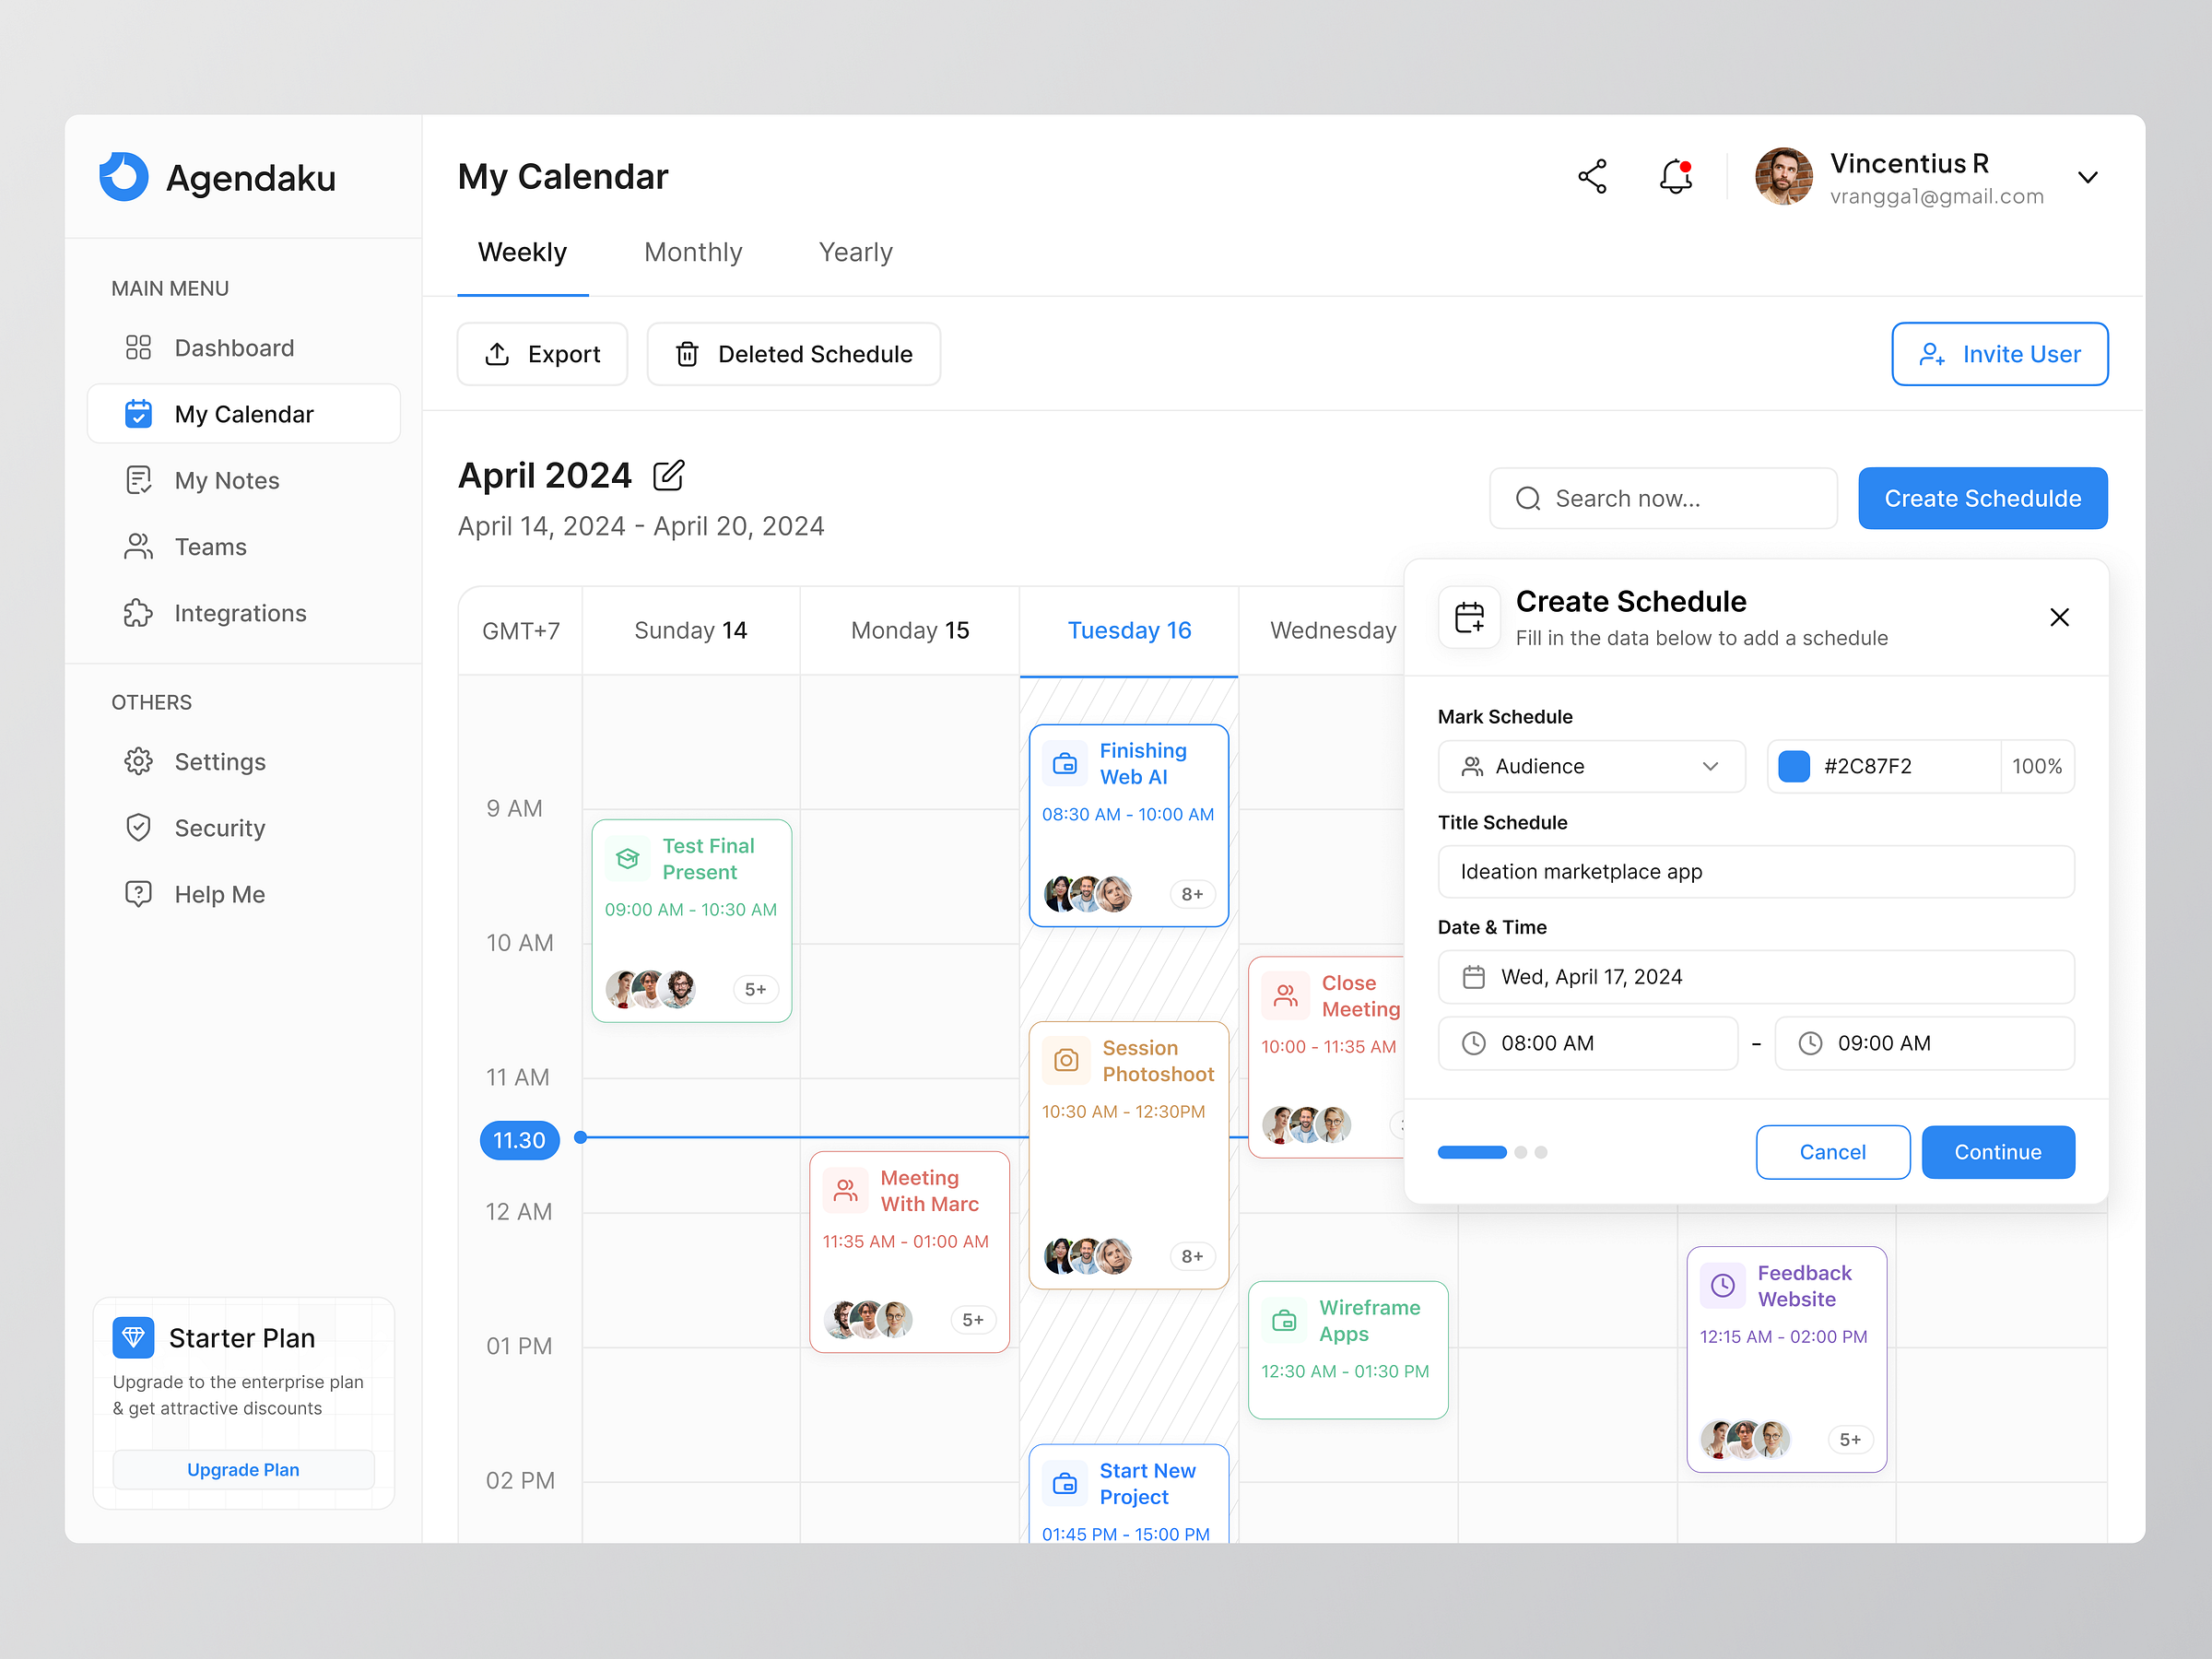 Agendaku
MAIN MENU
Dashboard
My Calendar
My Notes
Teams
Integrations
OTHERS
Settings
Security
Help Me
Starter Plan
Upgrade to the enterprise plan
& get attractive discounts
Upgrade Plan
My Calendar
Vincentius R
vrangga1@gmail.com
Weekly Monthly Yearly
Export Deleted Schedule Invite User
April 2024
April 14, 2024 - April 20, 2024
Search now... Create Schedulde
GMT+7 Sunday 14 Monday 15 Tuesday 16 Wednesday
9 AM
10 AM
11 AM
11.30
12 AM
01 PM
02 PM
Test Final
Present
09:00 AM - 10:30 AM
5+
Meeting
With Marc
11:35 AM - 01:00 AM
5+
Finishing
Web AI
08:30 AM - 10:00 AM
8+
Session
Photoshoot
10:30 AM - 12:30PM
8+
Start New
Project
01:45 PM - 15:00 PM
Close
Meeting
10:00 - 11:35 AM
Wireframe
Apps
12:30 AM - 01:30 PM
Feedback
Website
12:15 AM - 02:00 PM
5+
Create Schedule
Fill in the data below to add a schedule
Mark Schedule
Audience #2C87F2 100%
Title Schedule
Ideation marketplace app
Date & Time
Wed, April 17, 2024
08:00 AM - 09:00 AM
Cancel Continue